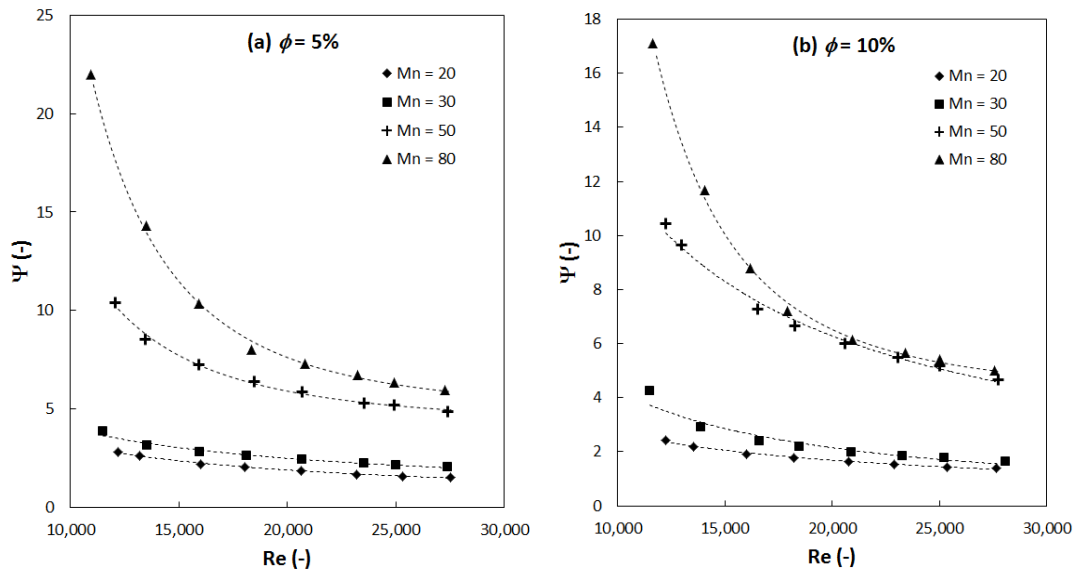 (a) ϕ = 5%
Mn = 20
Mn = 30
Mn = 50
Mn = 80
25
20
15
10
5
0
Ψ (-)
10,000 15,000 20,000 25,000 30,000
Re (-)
(b) ϕ = 10%
Mn = 20
Mn = 30
Mn = 50
Mn = 80
18
16
14
12
10
8
6
4
2
0
Ψ (-)
10,000 15,000 20,000 25,000 30,000
Re (-)